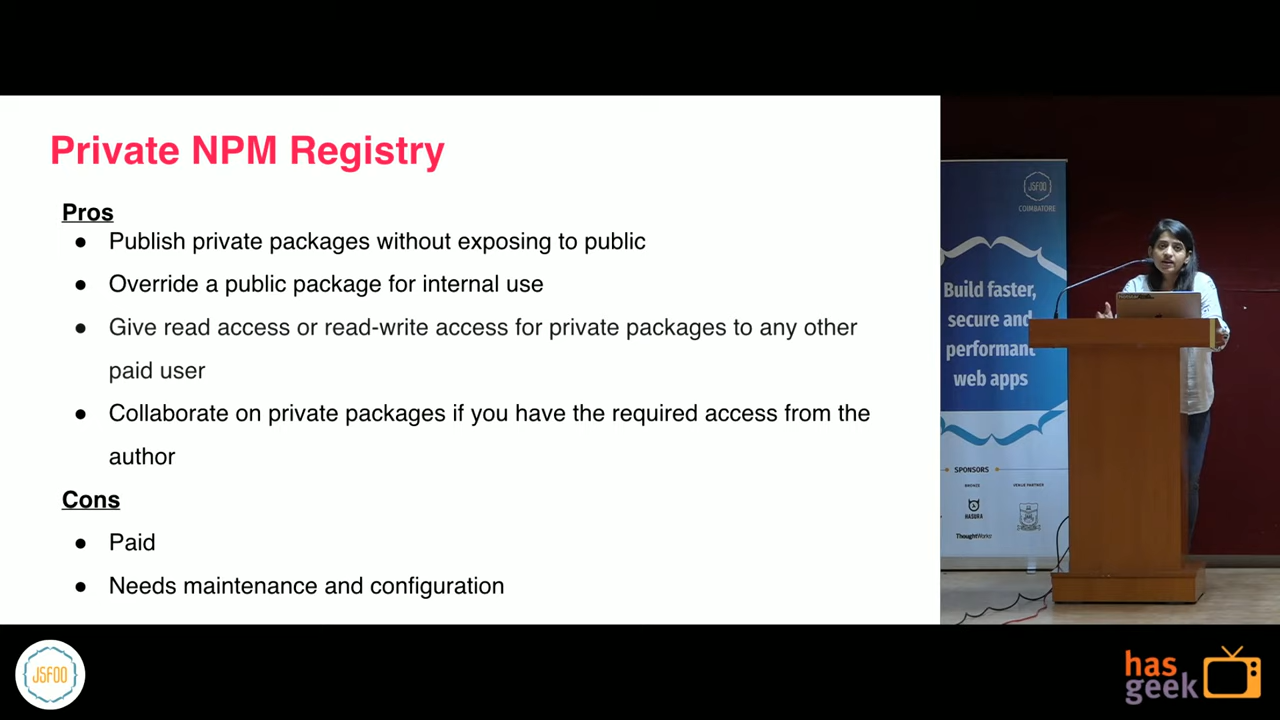 Private NPM Registry
Pros
● Publish private packages without exposing to public
● Override a public package for internal use
● Give read access or read-write access for private packages to any other
paid user
● Collaborate on private packages if you have the required access from the
author
Cons
● Paid
● Needs maintenance and configuration
JSFOO
COIMBATORE
Build faster,
secure and
performant
web apps
SPONSORS
BRONZE
VENUE PARTNER
HASURA
ThoughtWorks
JSFOO
has
geek